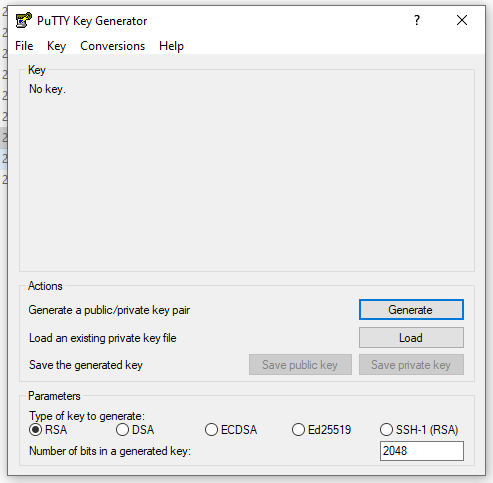 PuTTY Key Generator ?
File Key Conversions Help
Key
No key.
Actions
Generate a public/private key pair Generate
Load an existing private key file Load
Save the generated key Save public key Save private key
Parameters
Type of key to generate:
RSA DSA ECDSA Ed25519 SSH-1 (RSA)
Number of bits in a generated key: 2048